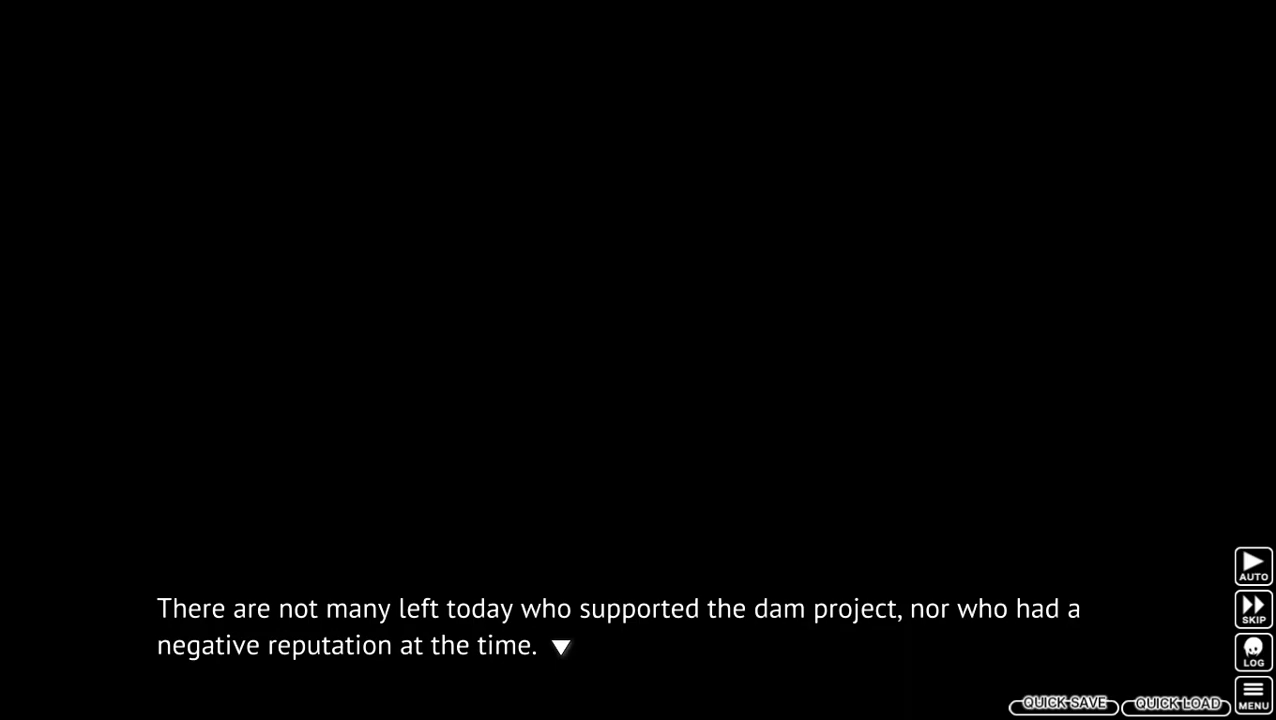 There are not many left today who supported the dam project, nor who had a
negative reputation at the time.
AUTO
SKIP
LOG
MENU
QUICK SAVE QUICK LOAD